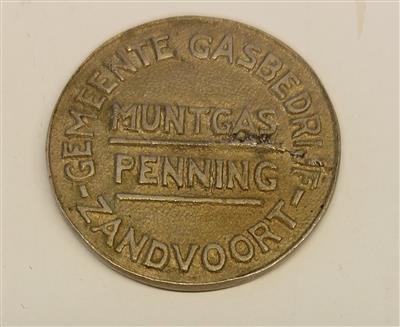 GEMEENTE GASBEDRIJF
MUNTGAS
PENNING
-ZANDVOORT-